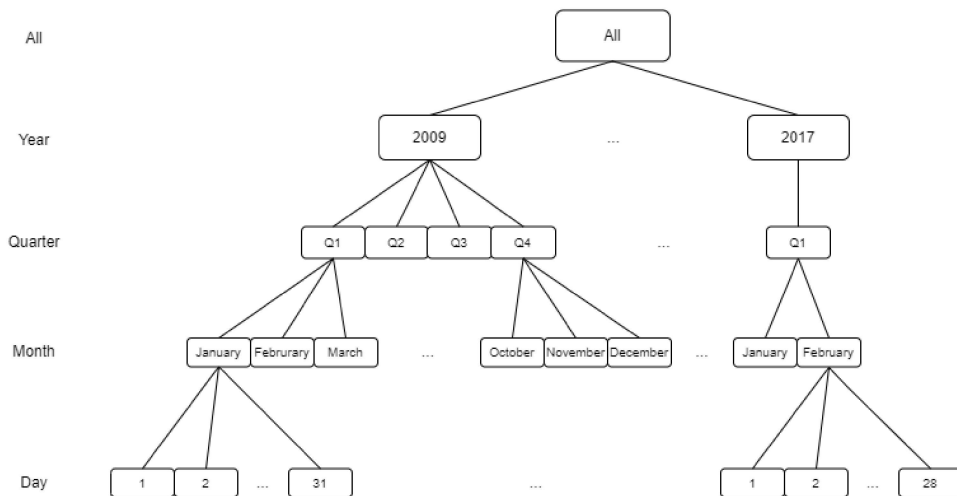 All All
Year 2009 ... 2017
Quarter Q1 Q2 Q3 Q4 ... Q1
Month January Februrary March ... October November December ... January February
Day 1 2 ... 31 ... 1 2 ... 28